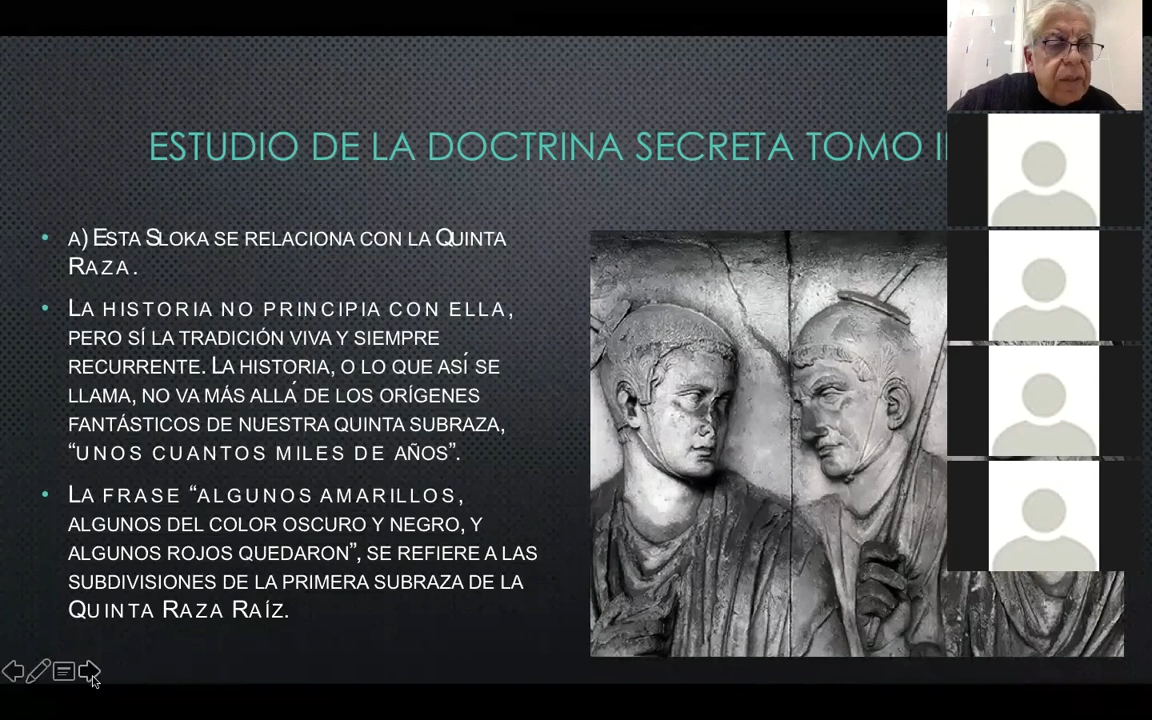 ESTUDIO DE LA DOCTRINA SECRETA TOMO
• A) ESTA SLOKA SE RELACIONA CON LA QUINTA
RAZA.
• LA HISTORIA NO PRINCIPIA CON ELLA,
PERO SÍ LA TRADICIÓN VIVA Y SIEMPRE
RECURRENTE. LA HISTORIA, O LO QUE ASÍ SE
LLAMA, NO VA MÁS ALLÁ DE LOS ORÍGENES
FANTÁSTICOS DE NUESTRA QUINTA SUBRAZA,
“UNOS CUANTOS MILES DE AÑOS”.
• LA FRASE “ALGUNOS AMARILLOS,
ALGUNOS DEL COLOR OSCURO Y NEGRO, Y
ALGUNOS ROJOS QUEDARON”, SE REFIERE A LAS
SUBDIVISIONES DE LA PRIMERA SUBRAZA DE LA
QUINTA RAZA RAÍZ.